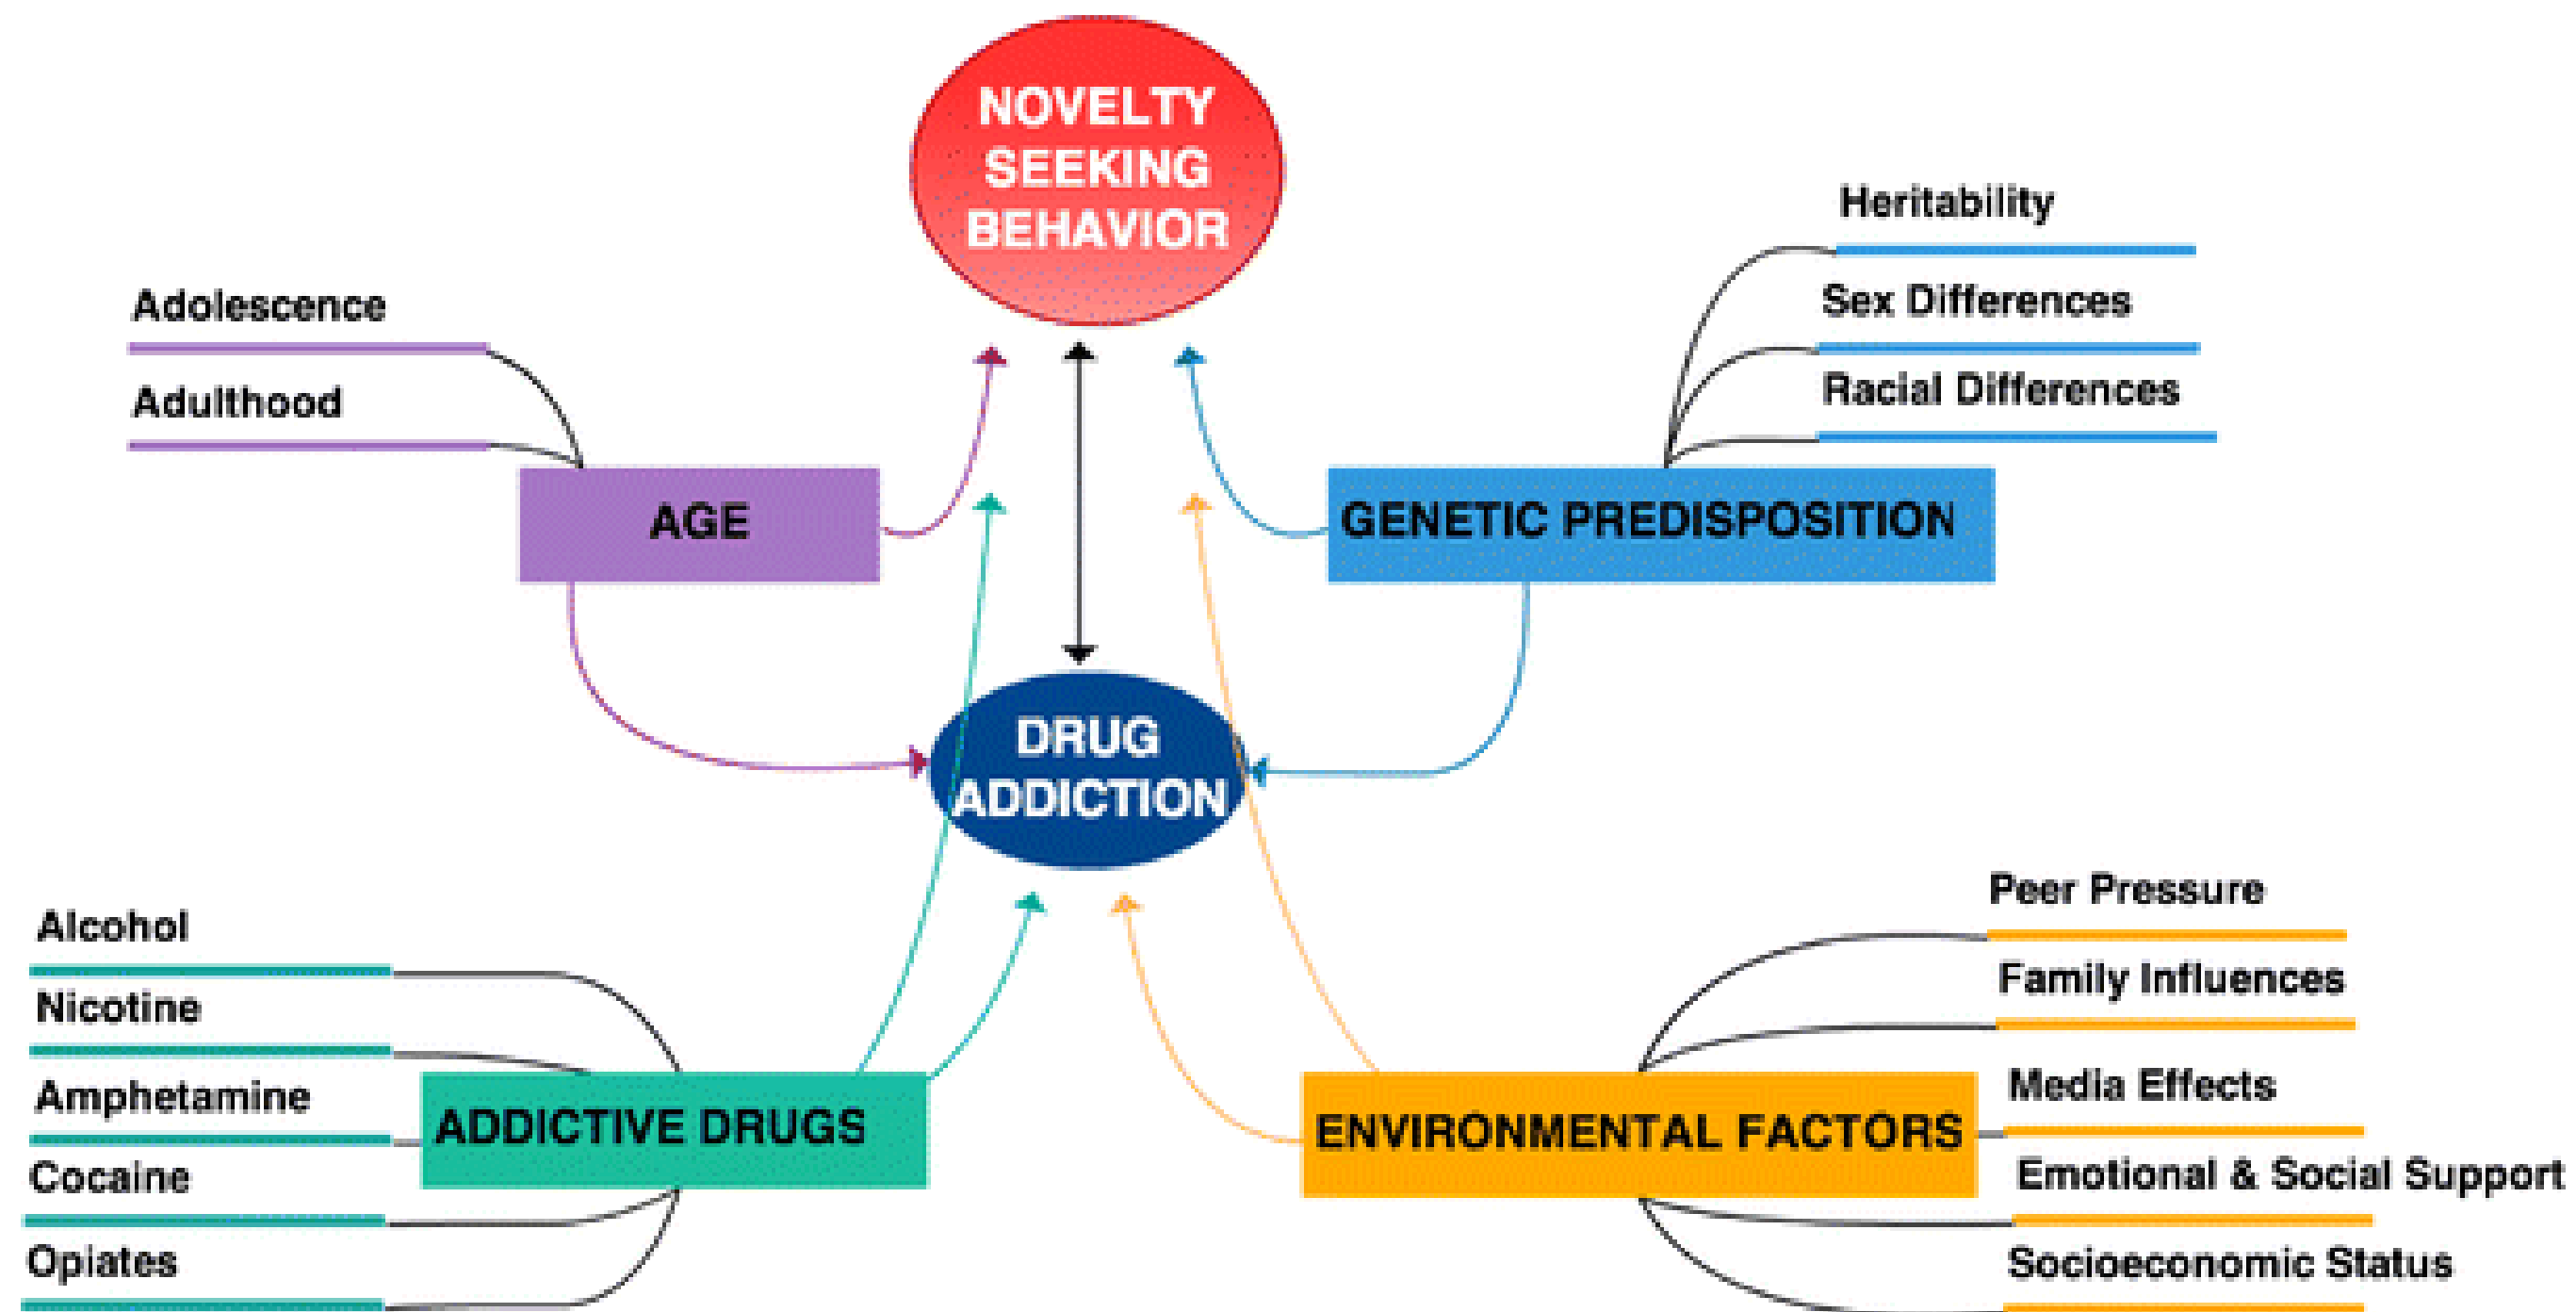 NOVELTY
SEEKING
BEHAVIOR
Adolescence
Adulthood
AGE
Heritability
Sex Differences
Racial Differences
GENETIC PREDISPOSITION
DRUG
ADDICTION
Alcohol
Nicotine
Amphetamine
Cocaine
Opiates
ADDICTIVE DRUGS
Peer Pressure
Family Influences
Media Effects
Emotional & Social Support
Socioeconomic Status
ENVIRONMENTAL FACTORS